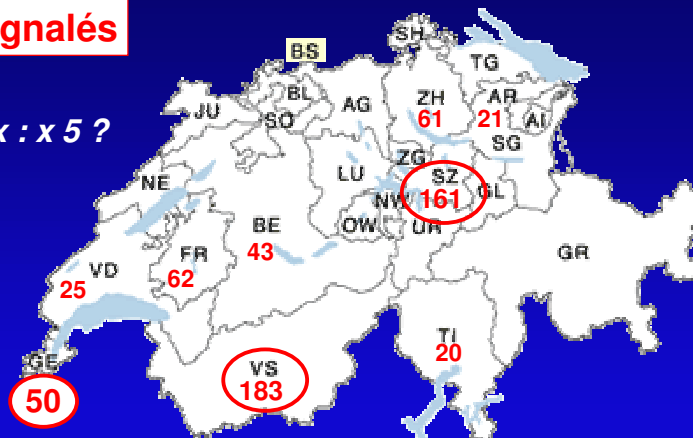 gnalés
x : x 5 ?
SH
BS
TG
BL
JU
SO
AG
ZH
61
AR
21
AI
SG
NE
LU
ZG
SZ
161
GL
NW
OW
UR
BE
43
FR
62
VD
25
GR
GE
50
VS
183
TI
20